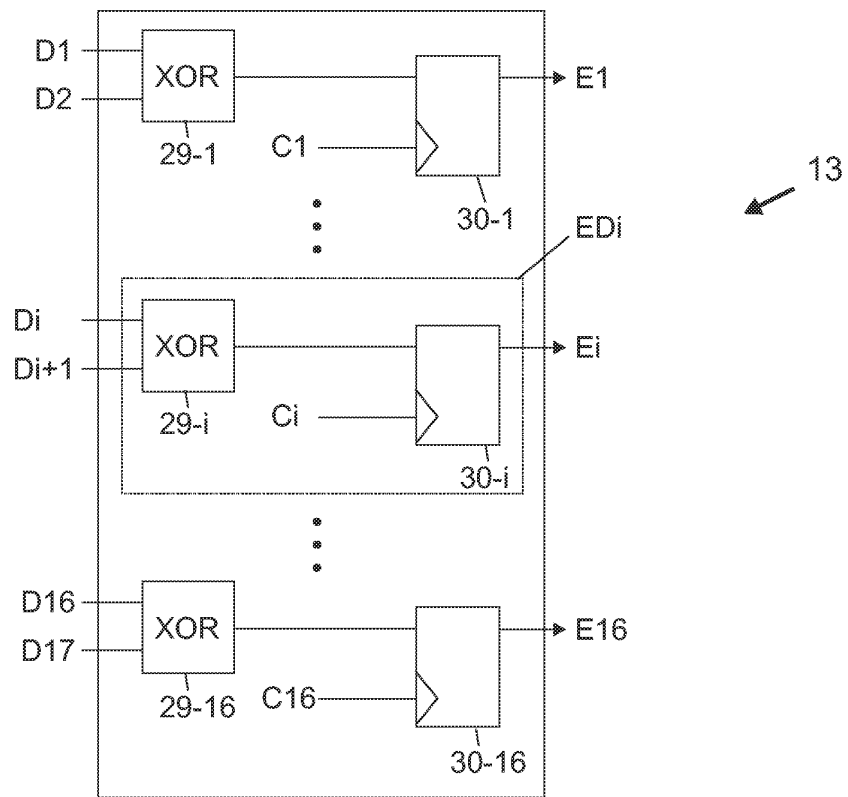 D1
XOR
E1
D2
29-1
C1
13
30-1
EDi
Di
XOR
Ei
Di+1
29-i
Ci
30-i
D16
XOR
E16
D17
29-16
C16
30-16